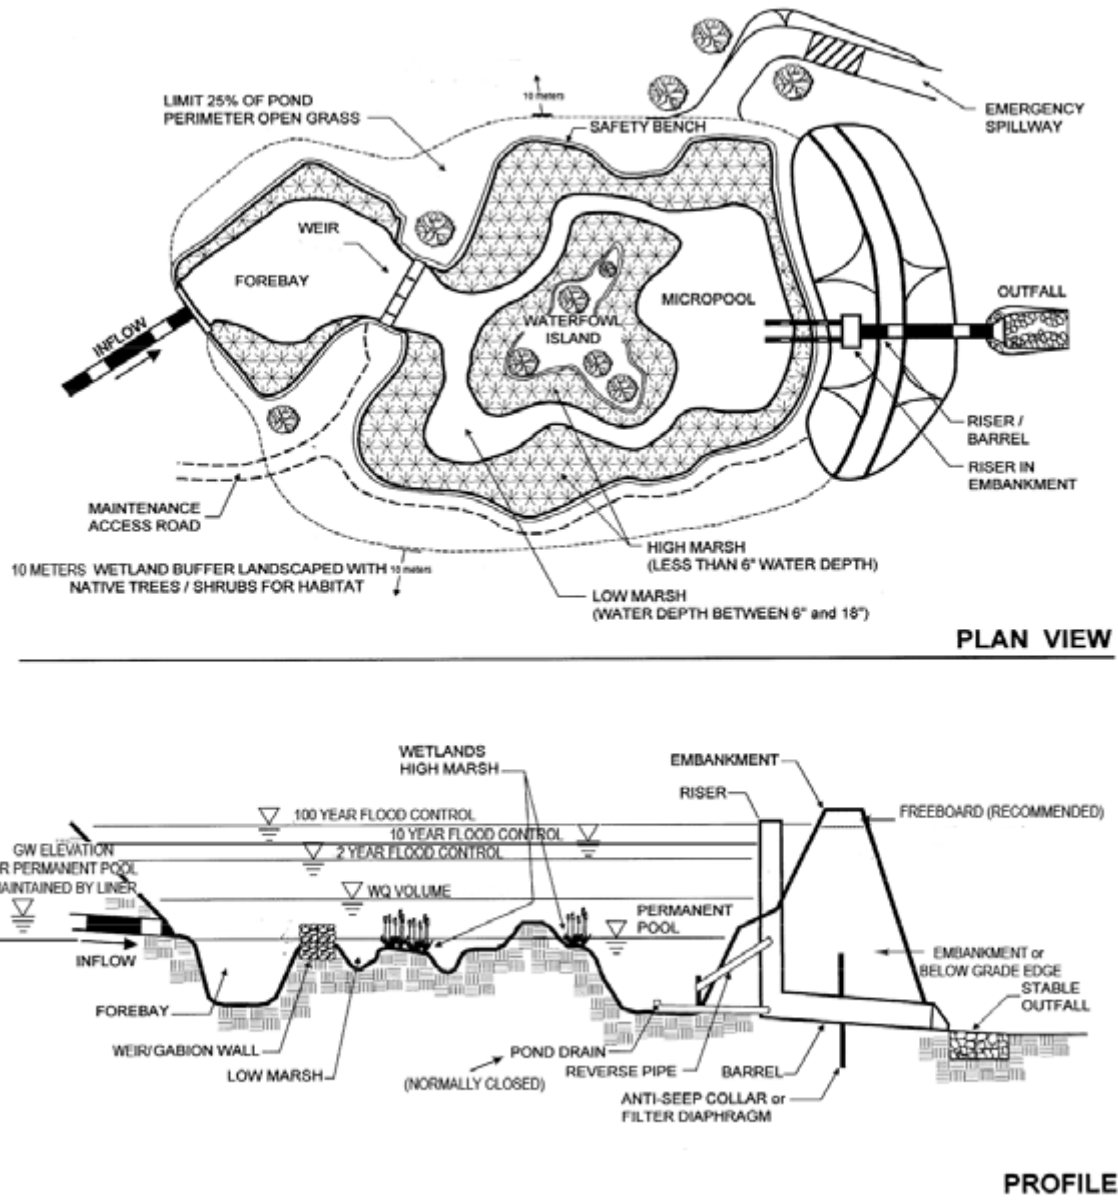 LIMIT 25% OF POND
PERIMETER OPEN GRASS
10 meters
SAFETY BENCH
EMERGENCY
SPILLWAY
WEIR
FOREBAY
INFLOW
WATERFOWL
ISLAND
MICROPOOL
OUTFALL
RISER /
BARREL
RISER IN
EMBANKMENT
MAINTENANCE
ACCESS ROAD
HIGH MARSH
(LESS THAN 6" WATER DEPTH)
10 METERS WETLAND BUFFER LANDSCAPED WITH
NATIVE TREES / SHRUBS FOR HABITAT
10 meters
LOW MARSH
(WATER DEPTH BETWEEN 6" and 18")
PLAN VIEW
WETLANDS
HIGH MARSH
EMBANKMENT
RISER
100 YEAR FLOOD CONTROL
FREEBOARD (RECOMMENDED)
10 YEAR FLOOD CONTROL
2 YEAR FLOOD CONTROL
GW ELEVATION
R PERMANENT POOL
MAINTAINED BY LINER
WQ VOLUME
PERMANENT
POOL
INFLOW
EMBANKMENT or
BELOW GRADE EDGE
STABLE
OUTFALL
FOREBAY
WEIR/GABION WALL
LOW MARSH
(NORMALLY CLOSED)
POND DRAIN
REVERSE PIPE
BARREL
ANTI-SEEP COLLAR or
FILTER DIAPHRAGM
PROFILE